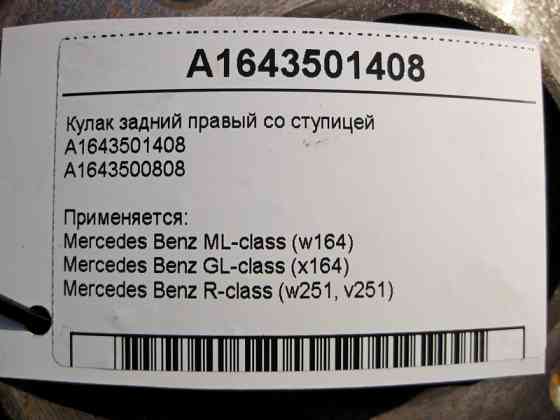 A1643501408
Кулак задний правый со ступицей
A1643501408
A1643500808
Применяется:
Mercedes Benz ML-class (w164)
Mercedes Benz GL-class (x164)
Mercedes Benz R-class (w251, v251)